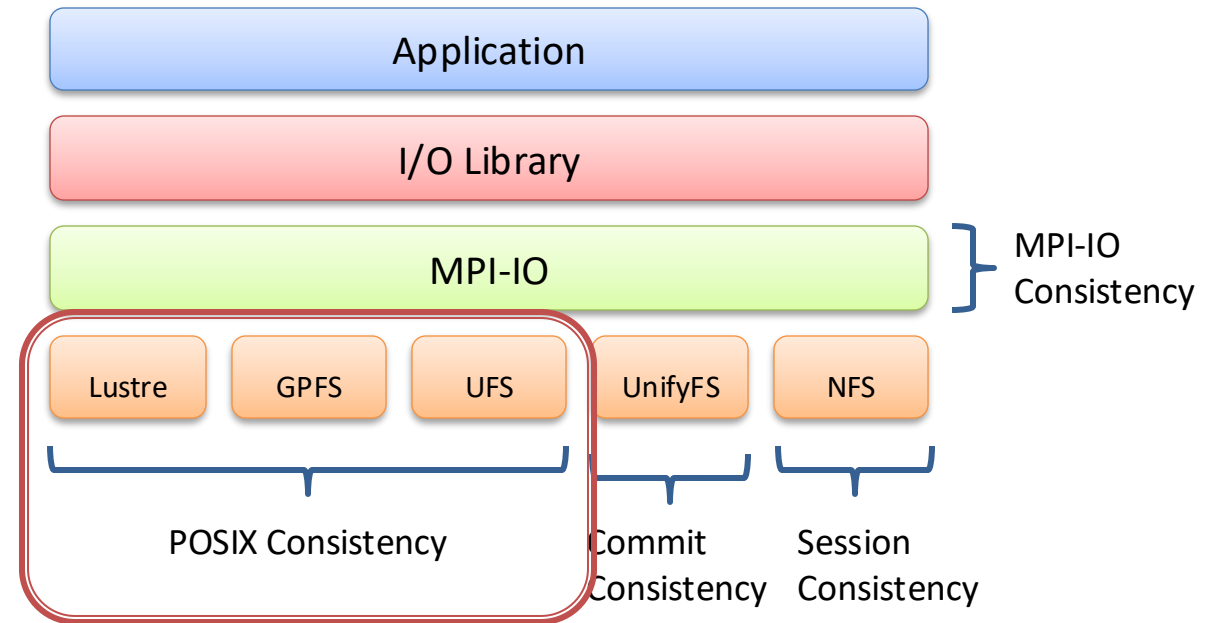 Application
I/O Library
MPI-IO
MPI-IO
Consistency
Lustre
GPFS
UFS
UnifyFS
NFS
POSIX Consistency
Commit
Consistency
Session
Consistency